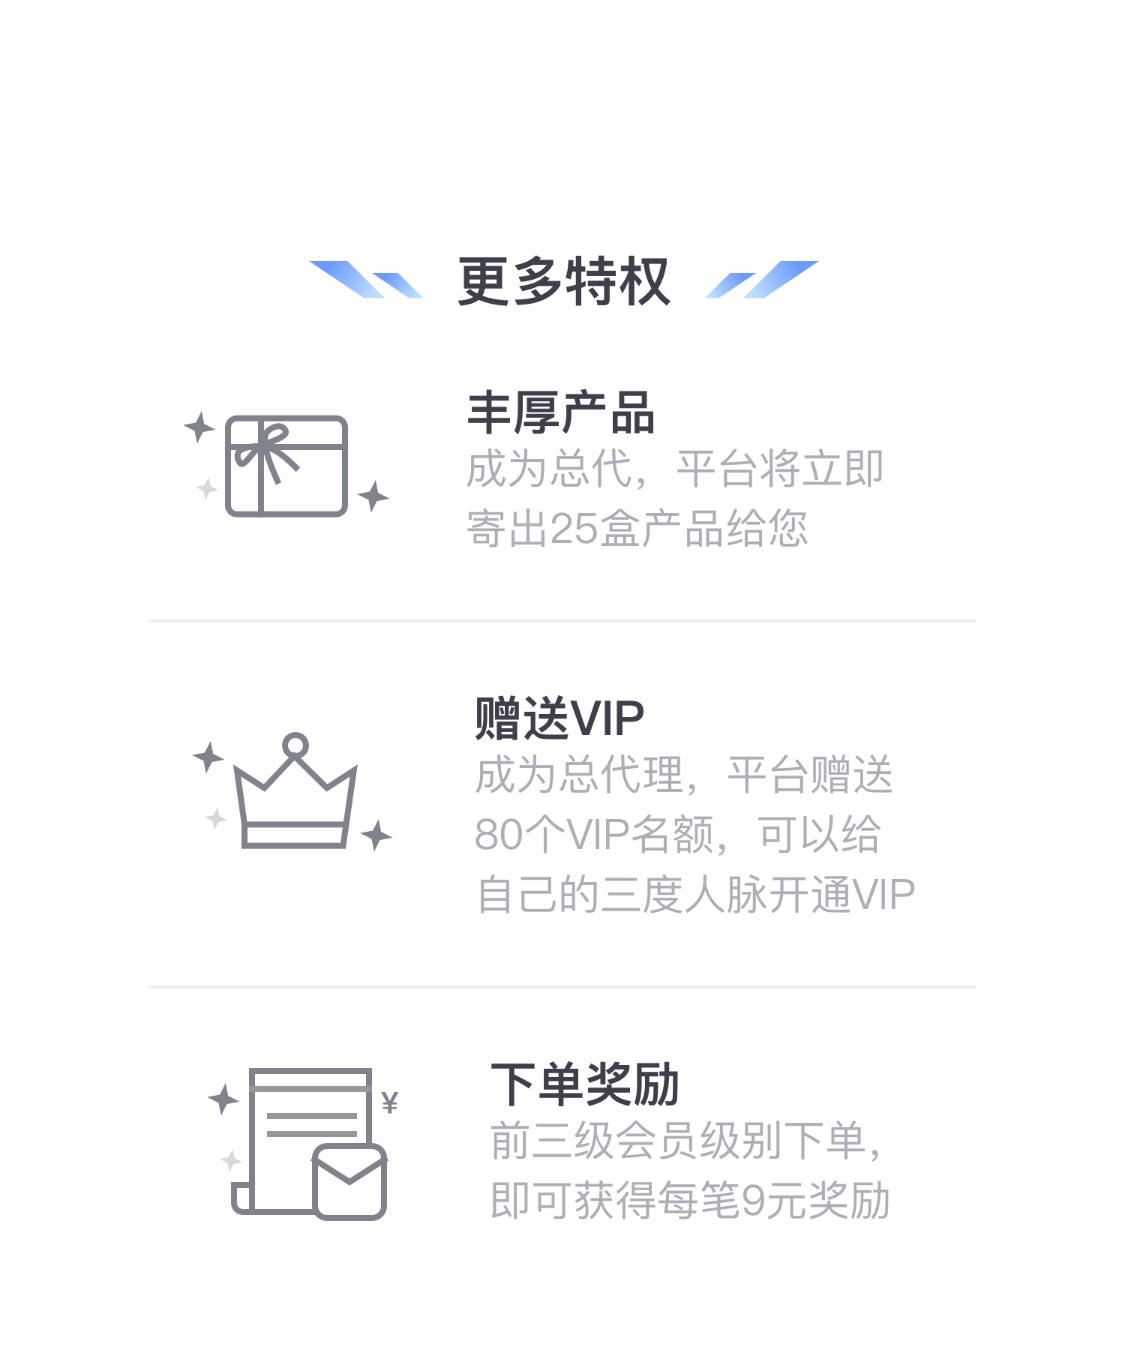 更多特权
丰厚产品
成为总代，平台将立即
寄出25盒产品给您
赠送VIP
成为总代理，平台赠送
80个VIP名额，可以给
自己的三度人脉开通VIP
¥
下单奖励
前三级会员级别下单，
即可获得每笔9元奖励